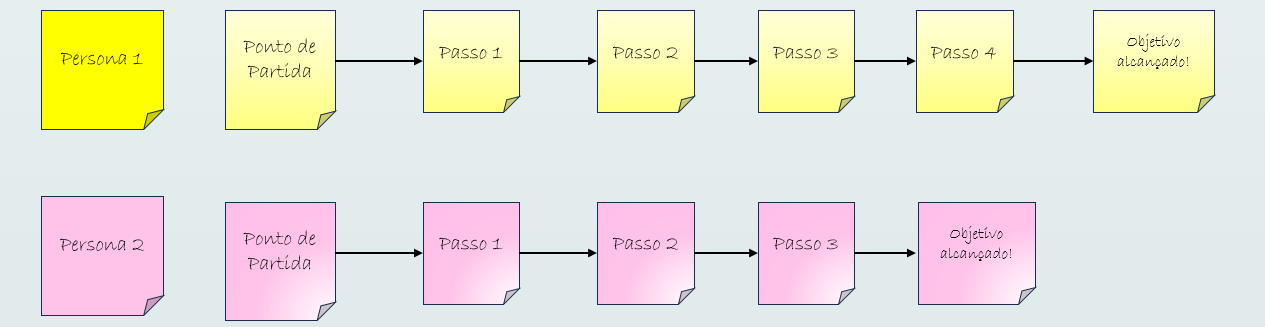 Persona 1
Ponto de
Partida
Passo 1
Passo 2
Passo 3
Passo 4
Objetivo
alcançado!
Persona 2
Ponto de
Partida
Passo 1
Passo 2
Passo 3
Objetivo
alcançado!